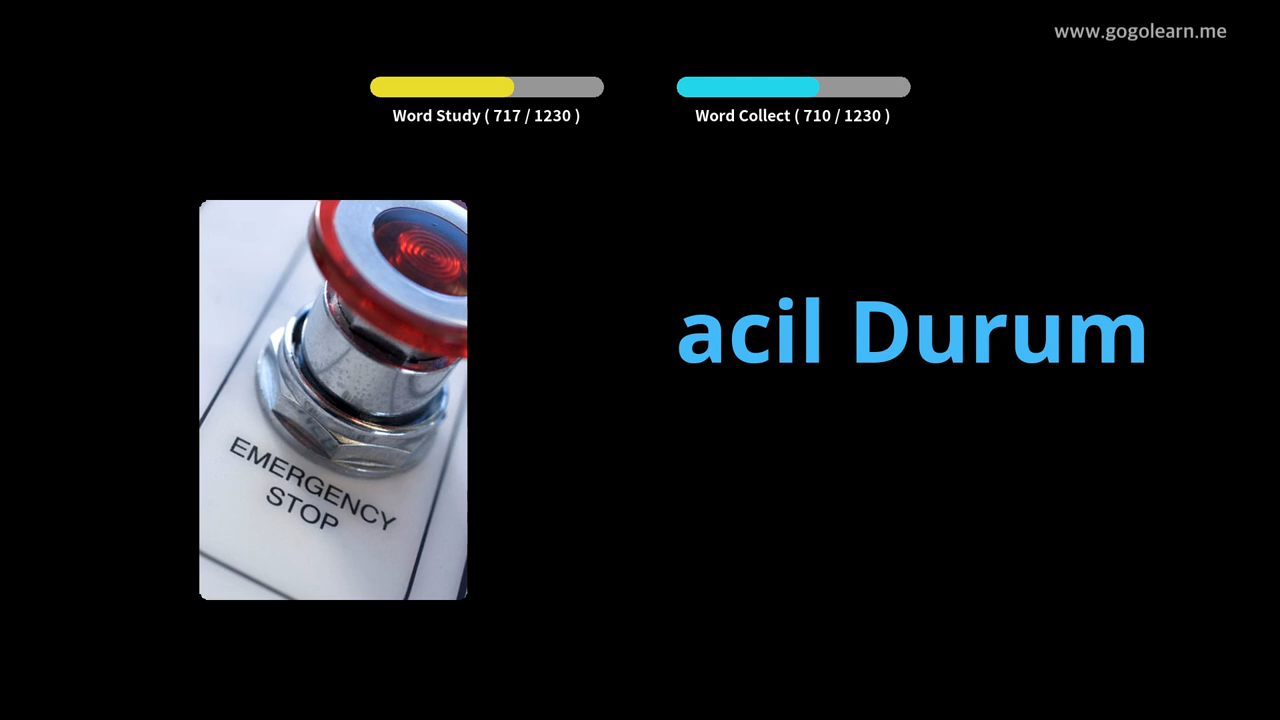 www.gogolearn.me
Word Study ( 717 / 1230 )
Word Collect ( 710 / 1230 )
acil Durum
EMERGENCY
STOP